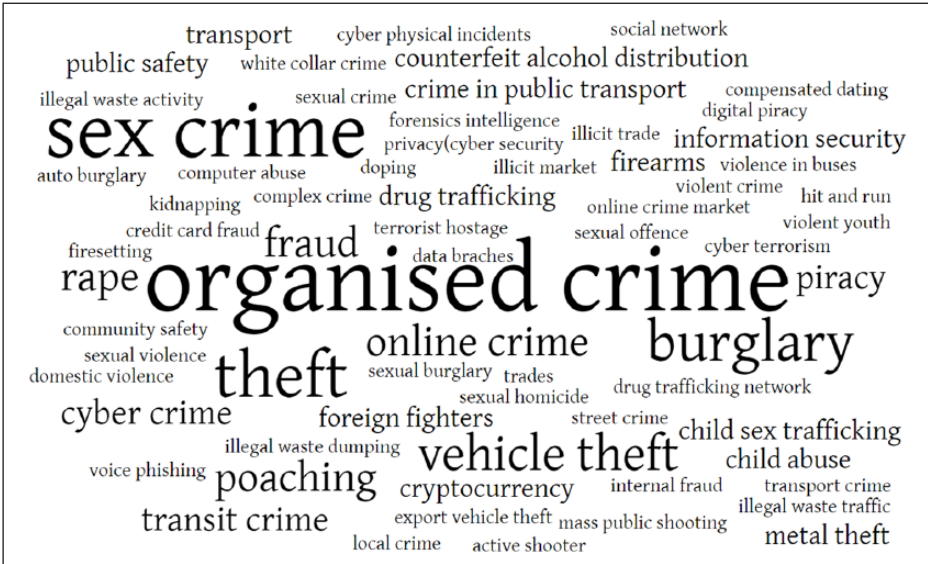 transport
cyber physical incidents
social network
public safety
white collar crime
counterfeit alcohol distribution
illegal waste activity
sexual crime
crime in public transport
compensated dating
digital piracy
sex crime
forensics intelligence
privacy(cyber security
illicit trade
information security
auto burglary
computer abuse
doping
illicit market
firearms
violence in buses
violent crime
kidnapping
complex crime
drug trafficking
online crime market
hit and run
credit card fraud
fraud
terrorist hostage
sexual offence
violent youth
firesetting
data braches
cyber terrorism
rape
organised crime
piracy
community safety
online crime
burglary
sexual violence
theft
sexual burglary
trades
domestic violence
sexual homicide
drug trafficking network
cyber crime
foreign fighters
street crime
child sex trafficking
illegal waste dumping
vehicle theft
child abuse
voice phishing
poaching
cryptocurrency
internal fraud
transport crime
illegal waste traffic
transit crime
export vehicle theft
mass public shooting
metal theft
local crime
active shooter